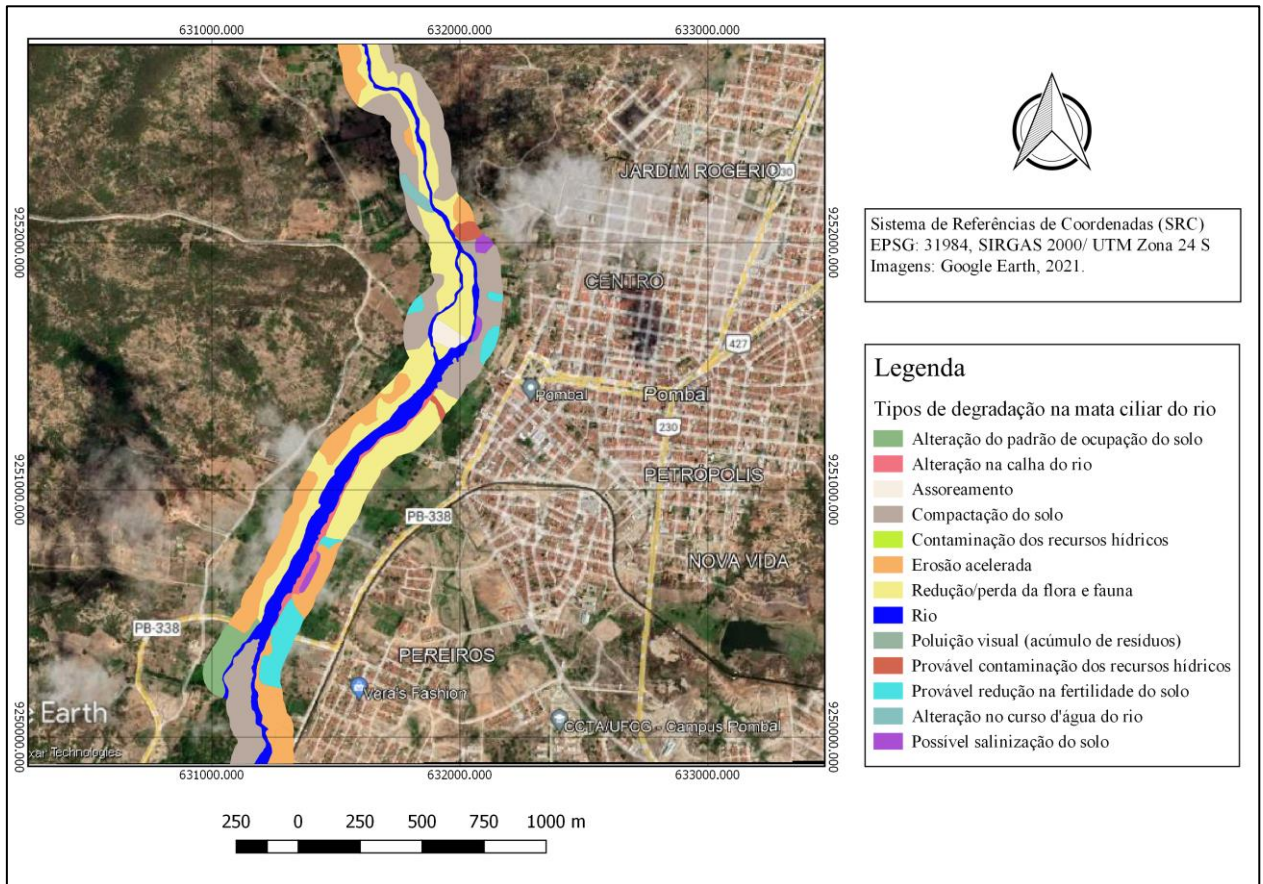 631000.000
632000.000
633000.000
9252000.000
9252000.000
9251000.000
9251000.000
9250000.000
9250000.000
JARDIM ROGÉRIO
30
CENTRO
427
Pombal
Pombal
230
PETRÓPOLIS
PB-338
NOVA VIDA
PB-338
PEREIROS
Vera's Fashion
CCTA/UFCG - Campus Pombal
Earth
xar Technologies
631000.000
632000.000
633000.000
250
0
250
500
750
1000 m
Sistema de Referências de Coordenadas (SRC)
EPSG: 31984, SIRGAS 2000/ UTM Zona 24 S
Imagens: Google Earth, 2021.
Legenda
Tipos de degradação na mata ciliar do rio
Alteração do padrão de ocupação do solo
Alteração na calha do rio
Assoreamento
Compactação do solo
Contaminação dos recursos hídricos
Erosão acelerada
Redução/perda da flora e fauna
Rio
Poluição visual (acúmulo de resíduos)
Provável contaminação dos recursos hídricos
Provável redução na fertilidade do solo
Alteração no curso d'água do rio
Possível salinização do solo